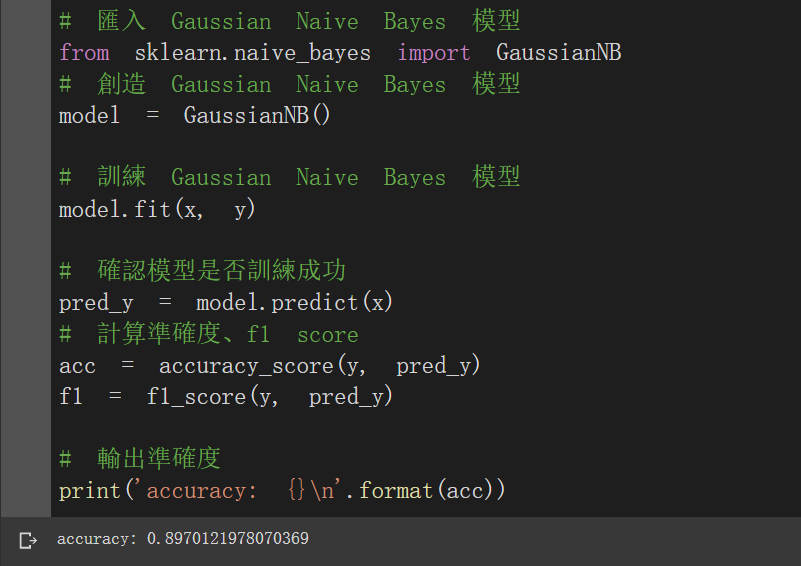 # 匯入 Gaussian Naive Bayes 模型
from sklearn.naive_bayes import GaussianNB
# 創造 Gaussian Naive Bayes 模型
model = GaussianNB()
# 訓練 Gaussian Naive Bayes 模型
model.fit(x, y)
# 確認模型是否訓練成功
pred_y = model.predict(x)
# 計算準確度、f1 score
acc = accuracy_score(y, pred_y)
f1 = f1_score(y, pred_y)
# 輸出準確度
print('accuracy: {}\n'.format(acc))
accuracy: 0.8970121978070369